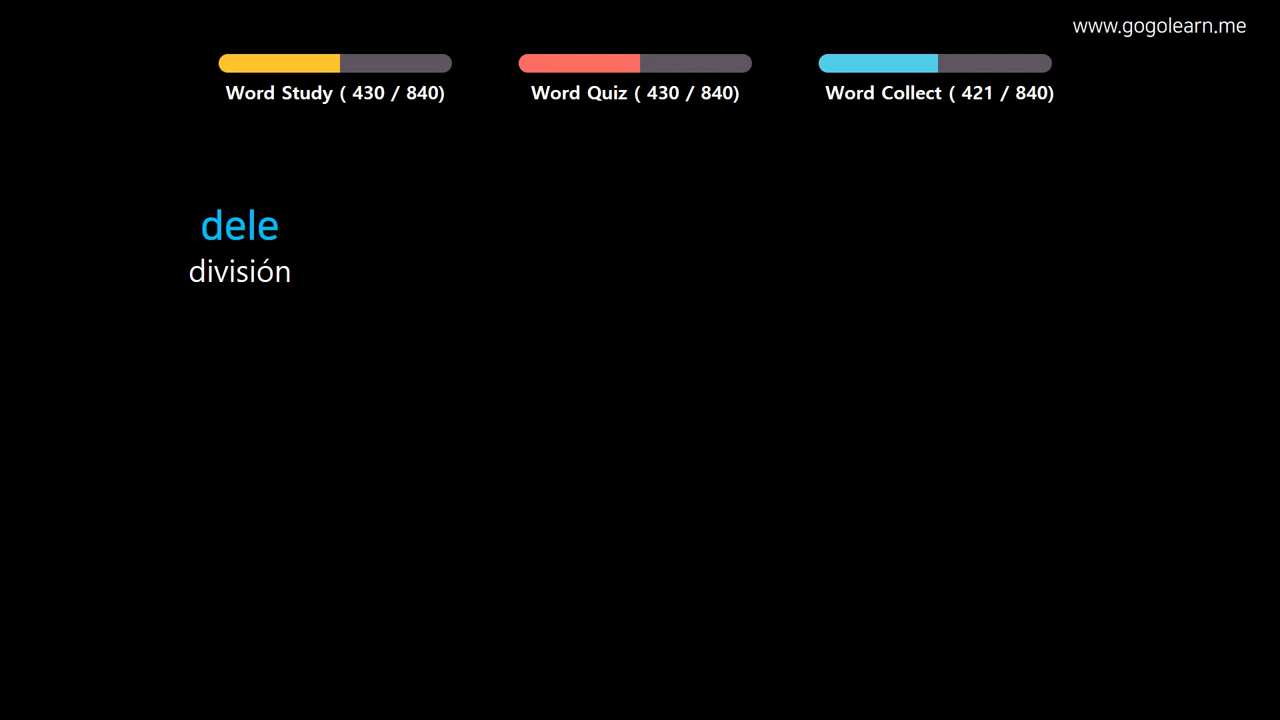 www.gogolearn.me
Word Study ( 430 / 840)
Word Quiz ( 430 / 840)
Word Collect ( 421 / 840)
dele
división